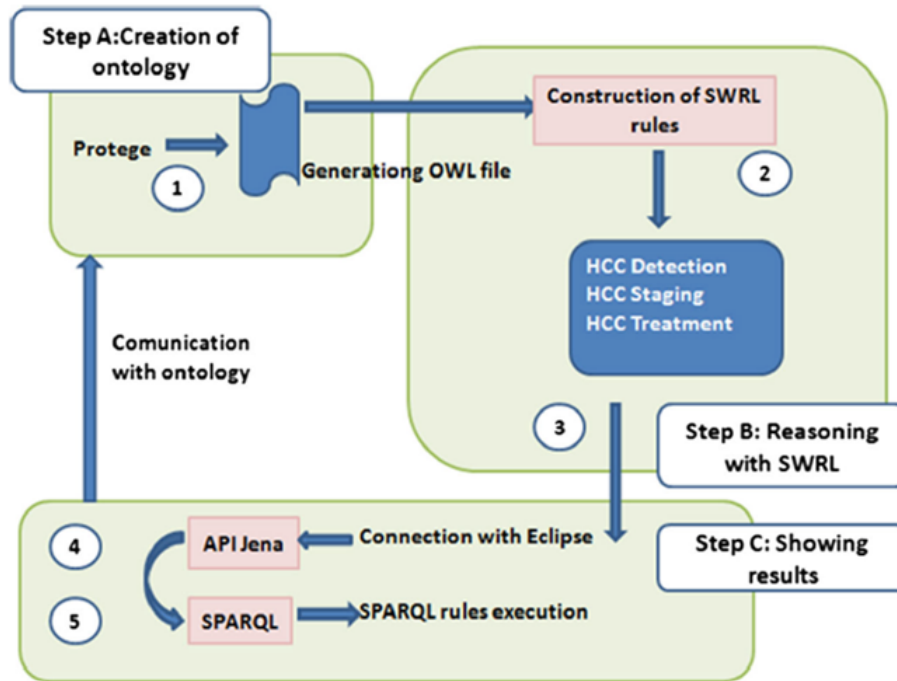 Step A:Creation of
ontology
Protege
1
Generationg OWL file
Construction of SWRL
rules
2
HCC Detection
HCC Staging
HCC Treatment
3
Step B: Reasoning
with SWRL
Comunication
with ontology
4
API Jena
Connection with Eclipse
Step C: Showing
results
5
SPARQL
SPARQL rules execution